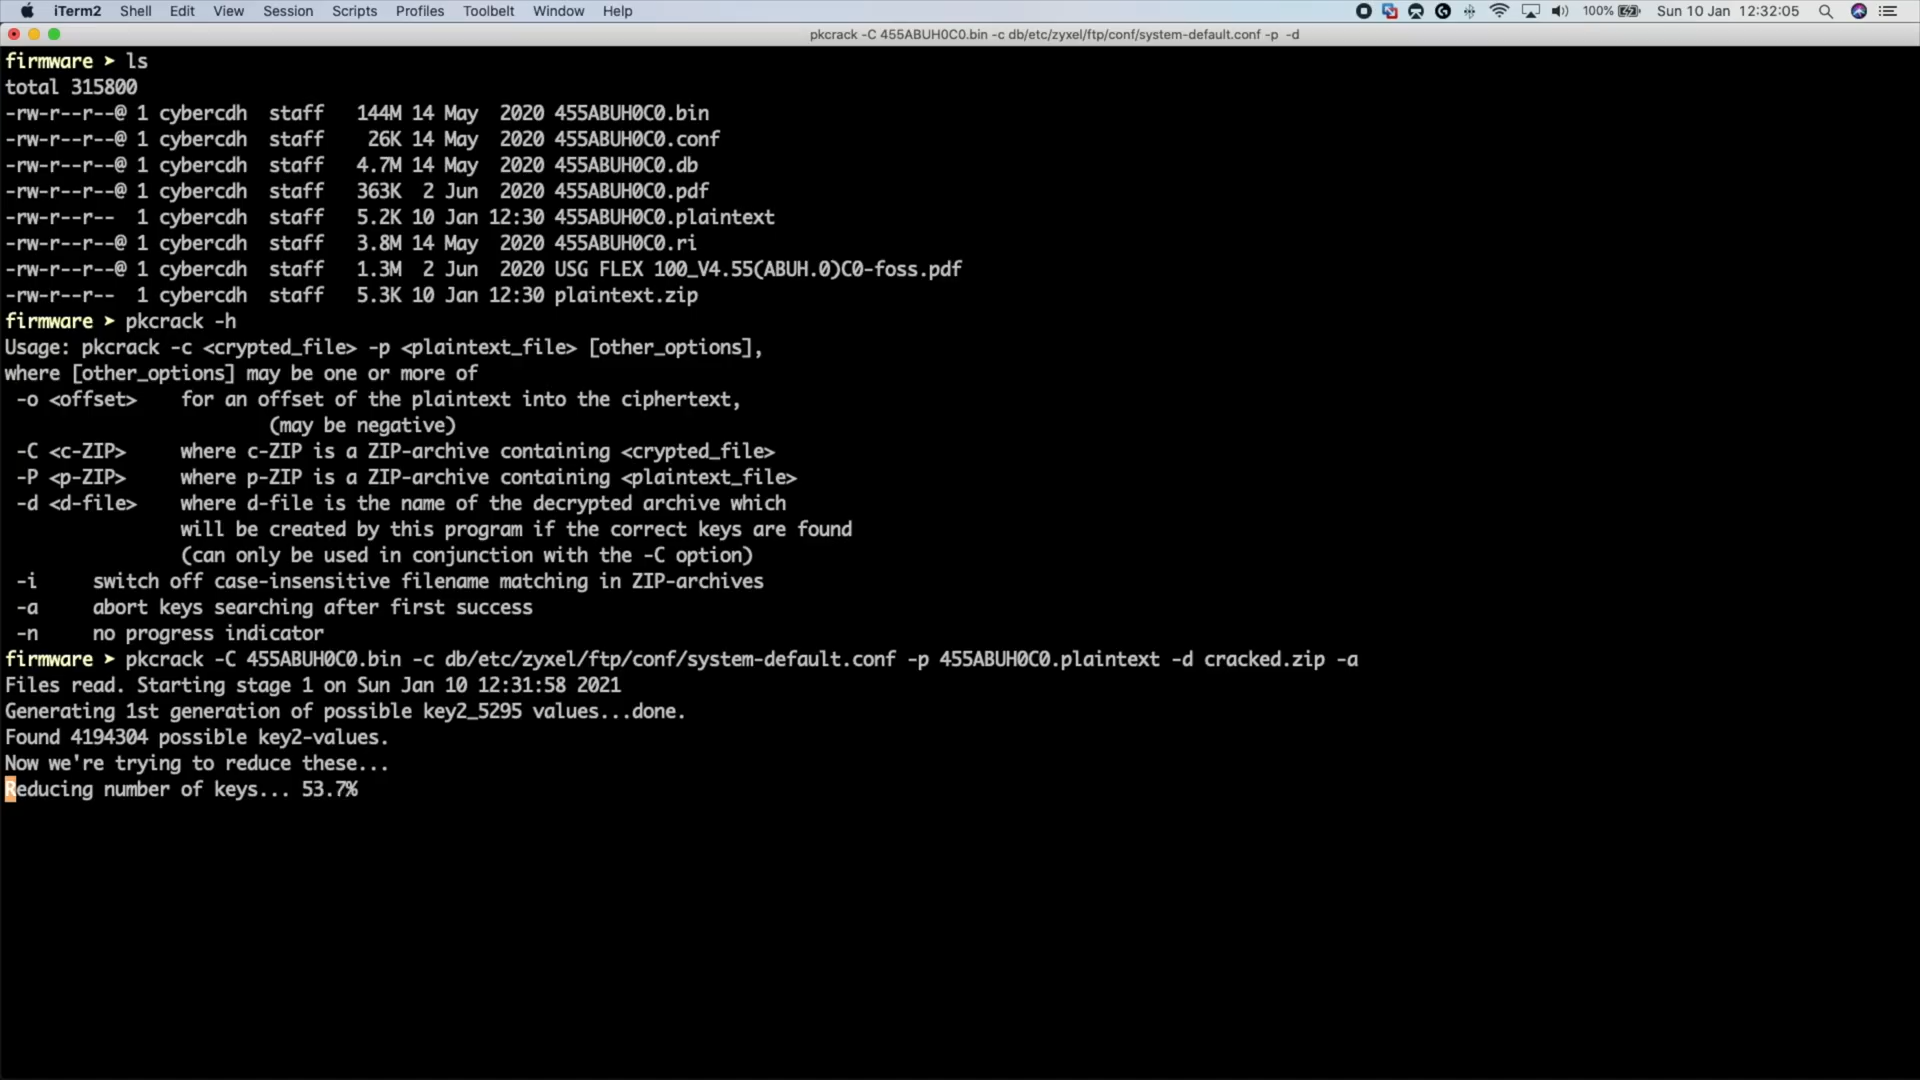 iTerm2 Shell Edit View Session Scripts Profiles Toolbelt Window Help 100% Sun 10 Jan 12:32:05
pkcrack -C 455ABUH0C0.bin -c db/etc/zyxel/ftp/conf/system-default.conf -p -d
firmware ➤ ls
total 315800
-rw-r--r--@ 1 cybercdh staff 144M 14 May 2020 455ABUH0C0.bin
-rw-r--r--@ 1 cybercdh staff 26K 14 May 2020 455ABUH0C0.conf
-rw-r--r--@ 1 cybercdh staff 4.7M 14 May 2020 455ABUH0C0.db
-rw-r--r--@ 1 cybercdh staff 363K 2 Jun 2020 455ABUH0C0.pdf
-rw-r--r-- 1 cybercdh staff 5.2K 10 Jan 12:30 455ABUH0C0.plaintext
-rw-r--r--@ 1 cybercdh staff 3.8M 14 May 2020 455ABUH0C0.ri
-rw-r--r--@ 1 cybercdh staff 1.3M 2 Jun 2020 USG FLEX 100_V4.55(ABUH.0)C0-foss.pdf
-rw-r--r-- 1 cybercdh staff 5.3K 10 Jan 12:30 plaintext.zip
firmware ➤ pkcrack -h
Usage: pkcrack -c <crypted_file> -p <plaintext_file> [other_options],
where [other_options] may be one or more of
-o <offset> for an offset of the plaintext into the ciphertext,
(may be negative)
-C <c-ZIP> where c-ZIP is a ZIP-archive containing <crypted_file>
-P <p-ZIP> where p-ZIP is a ZIP-archive containing <plaintext_file>
-d <d-file> where d-file is the name of the decrypted archive which
will be created by this program if the correct keys are found
(can only be used in conjunction with the -C option)
-i switch off case-insensitive filename matching in ZIP-archives
-a abort keys searching after first success
-n no progress indicator
firmware ➤ pkcrack -C 455ABUH0C0.bin -c db/etc/zyxel/ftp/conf/system-default.conf -p 455ABUH0C0.plaintext -d cracked.zip -a
Files read. Starting stage 1 on Sun Jan 10 12:31:58 2021
Generating 1st generation of possible key2_5295 values...done.
Found 4194304 possible key2-values.
Now we're trying to reduce these...
Reducing number of keys... 53.7%